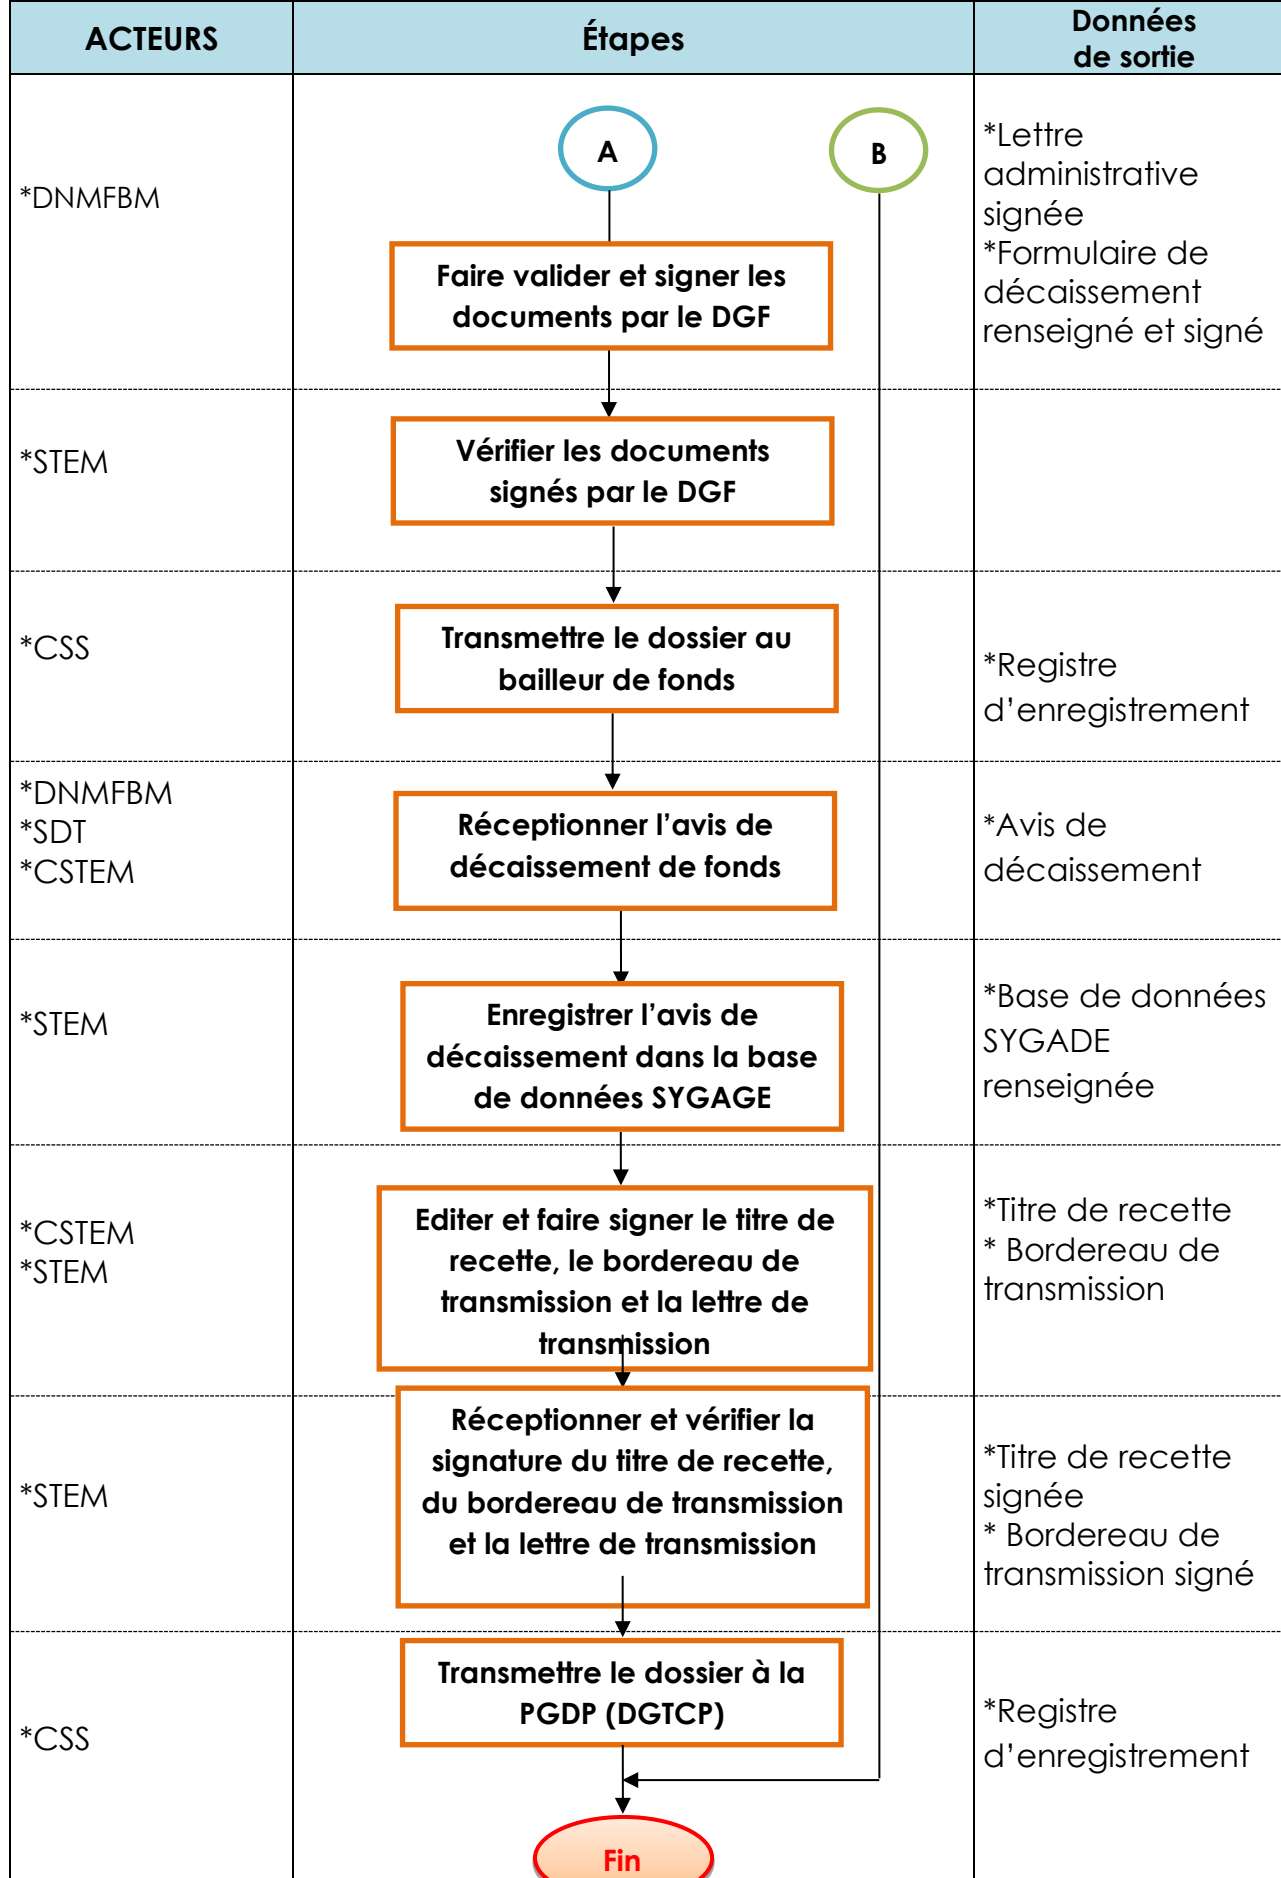 ACTEURS
Étapes
Données
de sortie
*DNMFBM
A
B
Faire valider et signer les
documents par le DGF
*Lettre
administrative
signée
*Formulaire de
décaissement
renseigné et signé
*STEM
Vérifier les documents
signés par le DGF
*CSS
Transmettre le dossier au
bailleur de fonds
*Registre
d’enregistrement
*DNMFBM
*SDT
*CSTEM
Réceptionner l’avis de
décaissement de fonds
*Avis de
décaissement
*STEM
Enregistrer l’avis de
décaissement dans la base
de données SYGAGE
*Base de données
SYGADE
renseignée
*CSTEM
*STEM
Editer et faire signer le titre de
recette, le bordereau de
transmission et la lettre de
transmission
*Titre de recette
* Bordereau de
transmission
*STEM
Réceptionner et vérifier la
signature du titre de recette,
du bordereau de transmission
et la lettre de transmission
*Titre de recette
signée
* Bordereau de
transmission signé
*CSS
Transmettre le dossier à la
PGDP (DGTCP)
*Registre
d’enregistrement
Fin